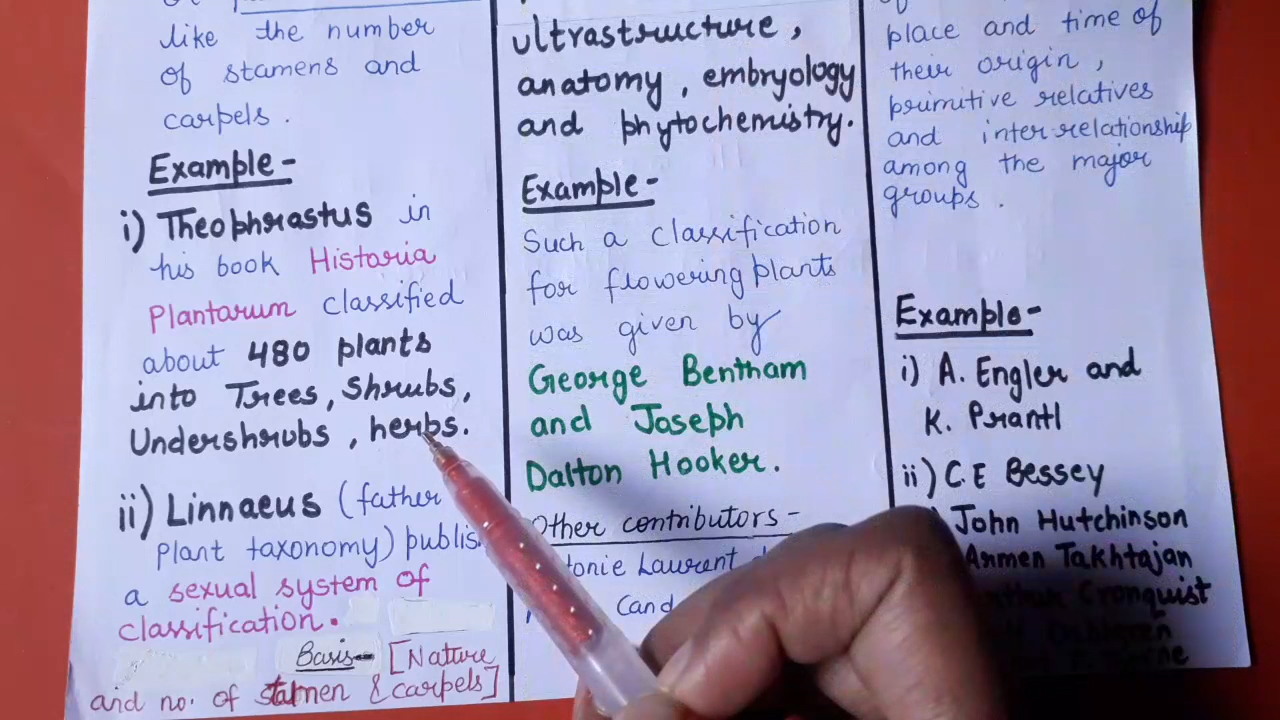 like the number
of stamens and
carpels.
Example-
i) Theophrastus in
his book Historia
Plantarum classified
about 480 plants
into Trees, Shrubs,
Undershrubs, herbs.
ii) Linnaeus (father
plant taxonomy)
a sexual system of
classification.
Basis- [Nature
and no. of stamen & carpels]
ultrastructure,
anatomy, embryology
and phytochemistry.
Example-
Such a classification
for flowering plants
was given by
George Bentham
and Joseph
Dalton Hooker.
Other contributors-
Laurent
place and time of
their origin,
primitive relatives
and inter-relationship
among the major
groups.
Example-
i) A. Engler and
K. Prantl
ii) C.E Bessey
John Hutchinson
Armen Takhtajan
Cronquist